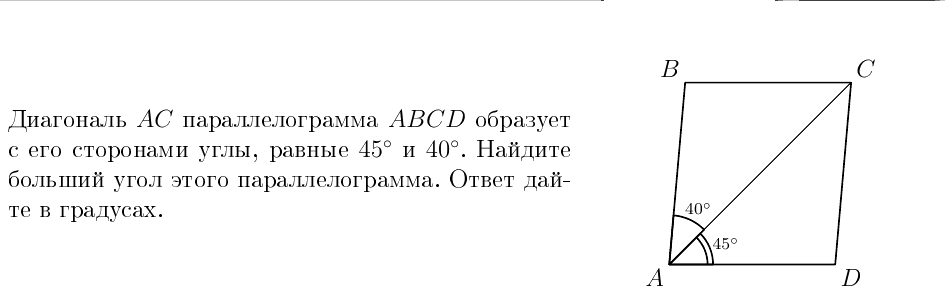 Диагональ AC параллелограмма ABCD образует
с его сторонами углы, равные 45° и 40°. Найдите
больший угол этого параллелограмма. Ответ дай-
те в градусах.
B
C
40°
45°
A
D